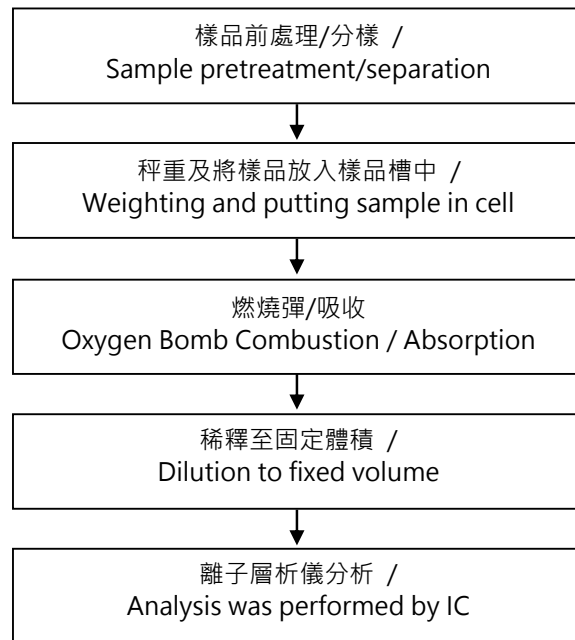 樣品前處理/分樣 /
Sample pretreatment/separation
秤重及將樣品放入樣品槽中 /
Weighting and putting sample in cell
燃燒彈/吸收
Oxygen Bomb Combustion / Absorption
稀釋至固定體積 /
Dilution to fixed volume
離子層析儀分析 /
Analysis was performed by IC